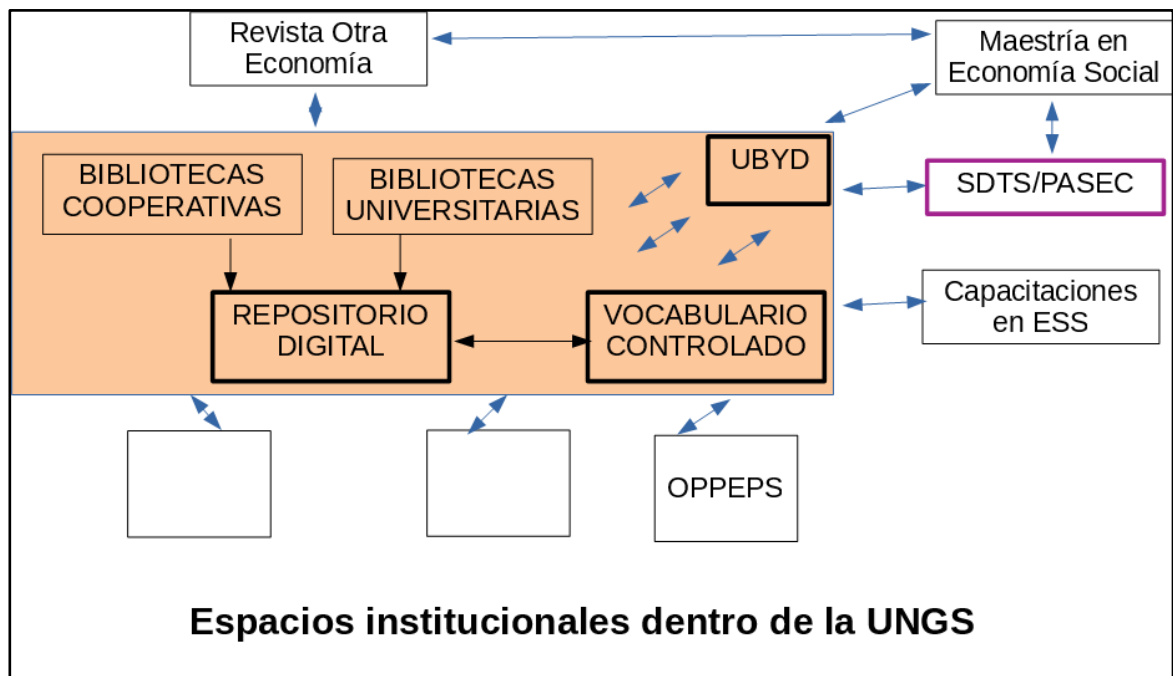 Revista Otra
Economía
Maestría en
Economía Social
BIBLIOTECAS
COOPERATIVAS
BIBLIOTECAS
UNIVERSITARIAS
UBYD
SDTS/PASEC
REPOSITORIO
DIGITAL
VOCABULARIO
CONTROLADO
Capacitaciones
en ESS
OPPEPS
Espacios institucionales dentro de la UNGS